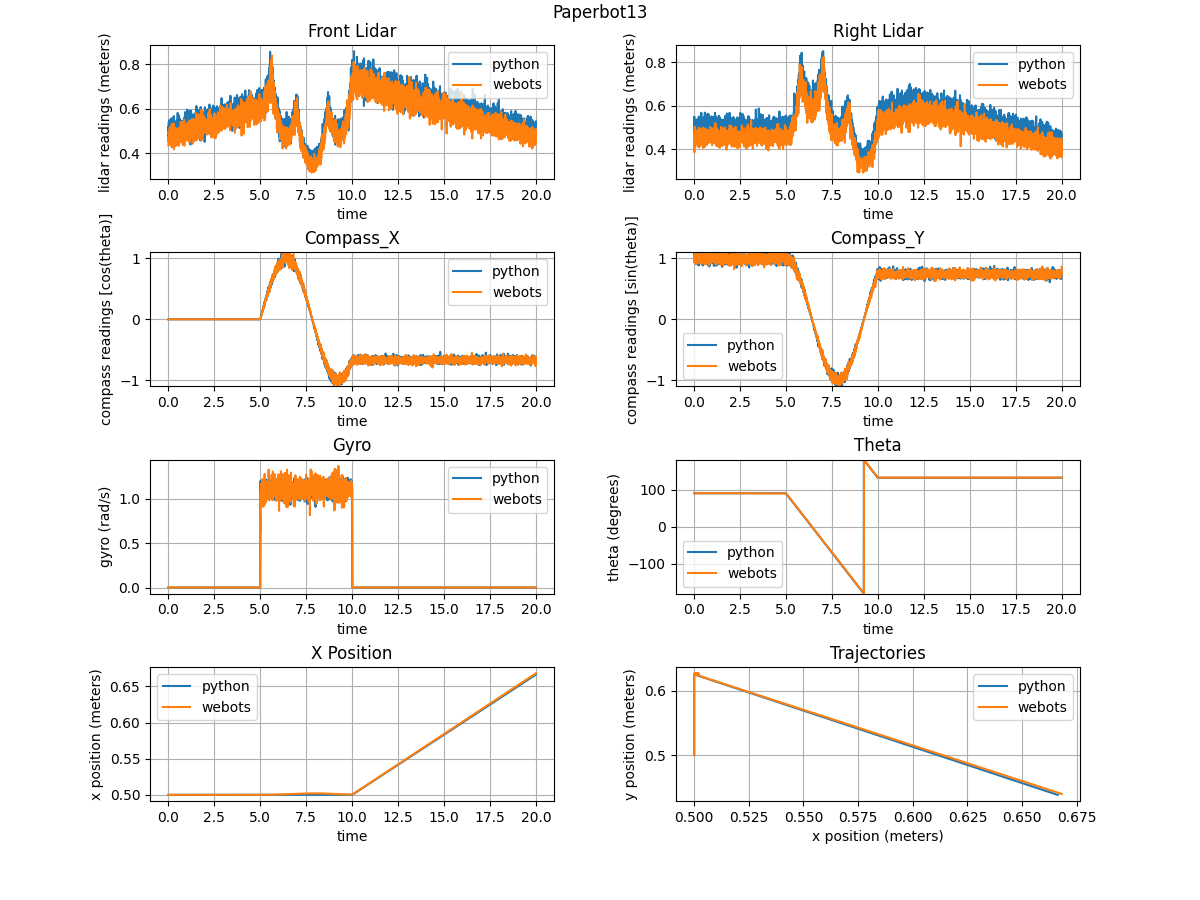 Paperbot13
Front Lidar
lidar readings (meters)
0.8
0.6
0.4
python
webots
0.0 2.5 5.0 7.5 10.0 12.5 15.0 17.5 20.0
time
Right Lidar
lidar readings (meters)
0.8
0.6
0.4
python
webots
0.0 2.5 5.0 7.5 10.0 12.5 15.0 17.5 20.0
time
Compass_X
compass readings [cos(theta)]
1
0
−1
python
webots
0.0 2.5 5.0 7.5 10.0 12.5 15.0 17.5 20.0
time
Compass_Y
compass readings [sin(theta)]
1
0
−1
python
webots
0.0 2.5 5.0 7.5 10.0 12.5 15.0 17.5 20.0
time
Gyro
gyro (rad/s)
1.0
0.5
0.0
python
webots
0.0 2.5 5.0 7.5 10.0 12.5 15.0 17.5 20.0
time
Theta
theta (degrees)
100
0
−100
python
webots
0.0 2.5 5.0 7.5 10.0 12.5 15.0 17.5 20.0
time
X Position
x position (meters)
0.65
0.60
0.55
0.50
python
webots
0.0 2.5 5.0 7.5 10.0 12.5 15.0 17.5 20.0
time
Trajectories
y position (meters)
0.6
0.5
python
webots
0.500 0.525 0.550 0.575 0.600 0.625 0.650 0.675
x position (meters)